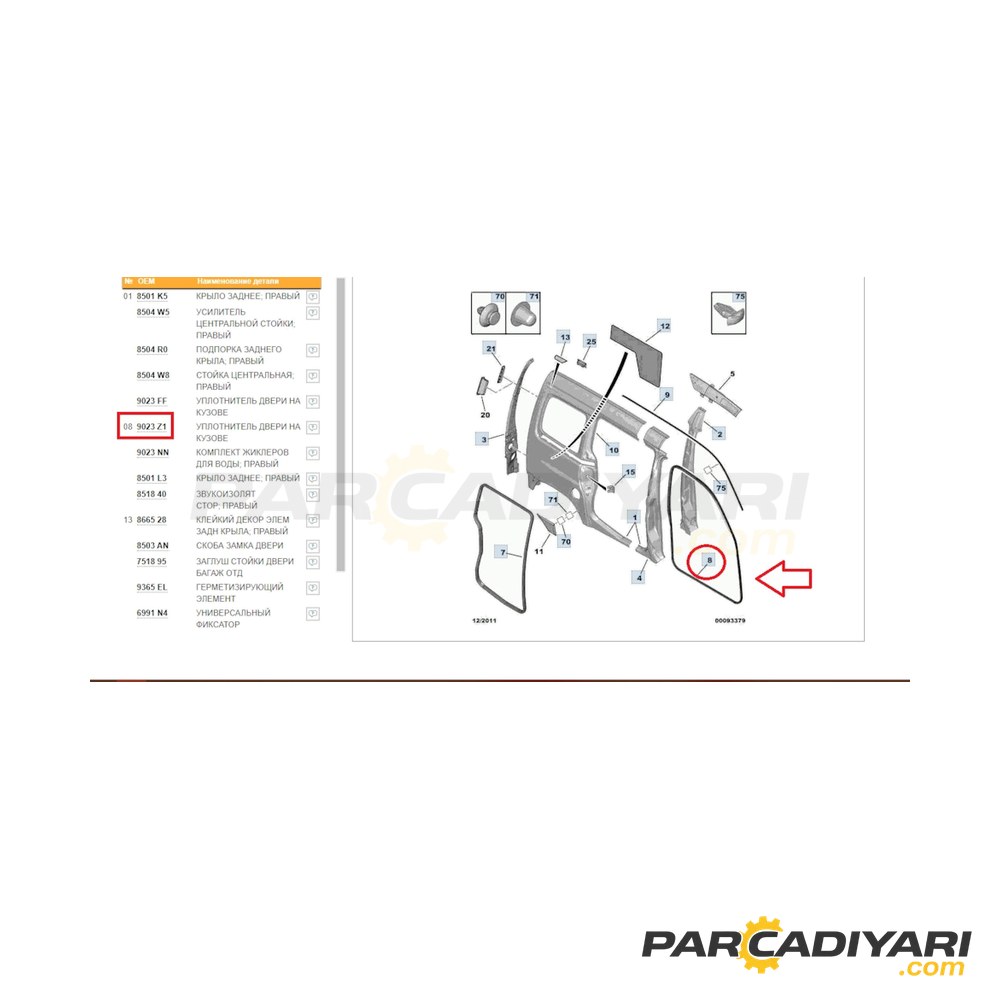 № OEM Наименование детали
01 8501 K5 КРЫЛО ЗАДНЕЕ; ПРАВЫЙ
8504 W5 УСИЛИТЕЛЬ
ЦЕНТРАЛЬНОЙ СТОЙКИ;
ПРАВЫЙ
8504 R0 ПОДПОРКА ЗАДНЕГО
КРЫЛА; ПРАВЫЙ
8504 W8 СТОЙКА ЦЕНТРАЛЬНАЯ;
ПРАВЫЙ
9023 FF УПЛОТНИТЕЛЬ ДВЕРИ НА
КУЗОВЕ
08 9023 Z1 УПЛОТНИТЕЛЬ ДВЕРИ НА
КУЗОВЕ
9023 NN КОМПЛЕКТ ЖИКЛЕРОВ
ДЛЯ ВОДЫ; ПРАВЫЙ
8501 L3 КРЫЛО ЗАДНЕЕ; ПРАВЫЙ
8518 40 ЗВУКОИЗОЛЯТ
СТОР; ПРАВЫЙ
13 8665 28 КЛЕЙКИЙ ДЕКОР ЭЛЕМ
ЗАДН КРЫЛА; ПРАВЫЙ
8503 AN СКОБА ЗАМКА ДВЕРИ
7518 95 ЗАГЛУШ СТОЙКИ ДВЕРИ
БАГАЖ ОТД
9365 EL ГЕРМЕТИЗИРУЮЩИЙ
ЭЛЕМЕНТ
6991 N4 УНИВЕРСАЛЬНЫЙ
ФИКСАТОР
70 71 75
12
13 25
21
5
20
9
2
3
10
15
75
71
1
70
11
7
8
4
12/2011 00093379
PARCADIYARI
.com
PARCADIYARI
.com